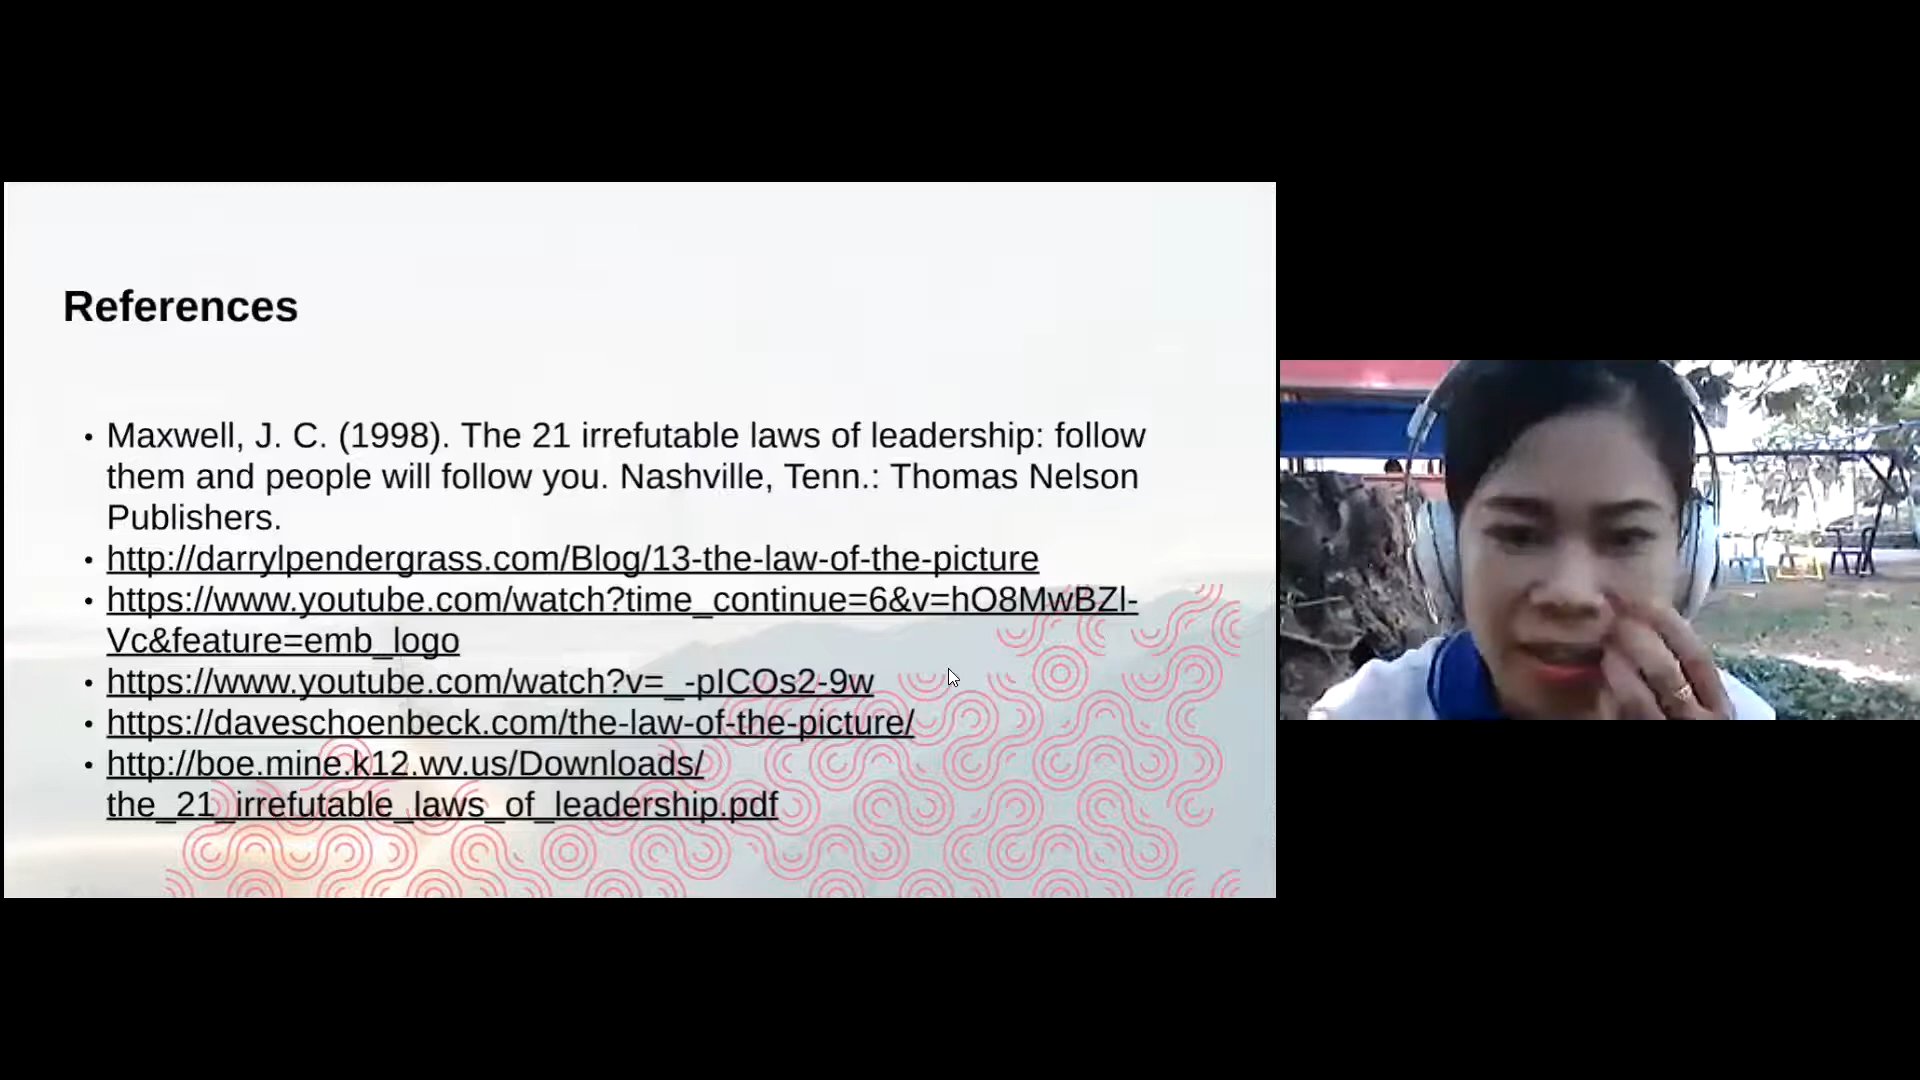 References
• Maxwell, J. C. (1998). The 21 irrefutable laws of leadership: follow
them and people will follow you. Nashville, Tenn.: Thomas Nelson
Publishers.
• http://darrylpendergrass.com/Blog/13-the-law-of-the-picture
• https://www.youtube.com/watch?time_continue=6&v=hO8MwBZl-
Vc&feature=emb_logo
• https://www.youtube.com/watch?v=_-pICOs2-9w
• https://daveschoenbeck.com/the-law-of-the-picture/
• http://boe.mine.k12.wv.us/Downloads/
the_21_irrefutable_laws_of_leadership.pdf